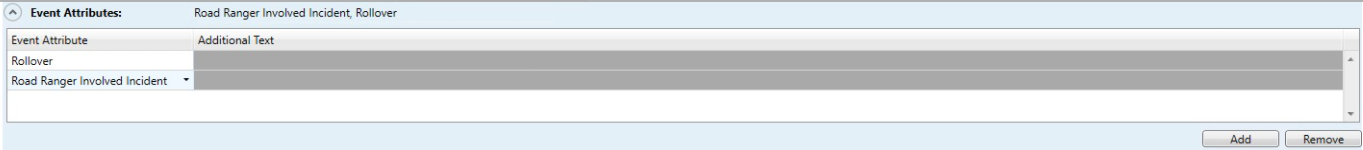 Event Attributes: Road Ranger Involved Incident, Rollover
Event Attribute Additional Text
Rollover
Road Ranger Involved Incident
Add Remove